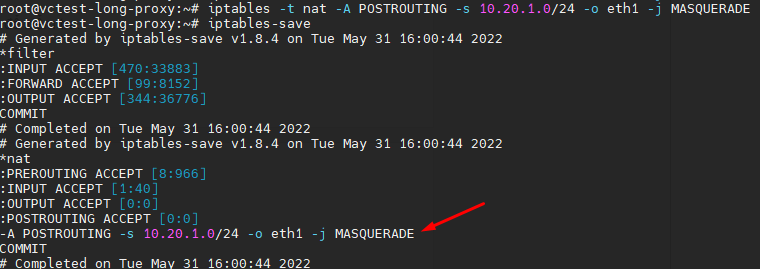 root@vctest-long-proxy:~# iptables -t nat -A POSTROUTING -s 10.20.1.0/24 -o eth1 -j MASQUERADE
root@vctest-long-proxy:~# iptables-save
# Generated by iptables-save v1.8.4 on Tue May 31 16:00:44 2022
*filter
:INPUT ACCEPT [470:33883]
:FORWARD ACCEPT [99:8152]
:OUTPUT ACCEPT [344:36776]
COMMIT
# Completed on Tue May 31 16:00:44 2022
# Generated by iptables-save v1.8.4 on Tue May 31 16:00:44 2022
*nat
:PREROUTING ACCEPT [8:966]
:INPUT ACCEPT [1:40]
:OUTPUT ACCEPT [0:0]
:POSTROUTING ACCEPT [0:0]
-A POSTROUTING -s 10.20.1.0/24 -o eth1 -j MASQUERADE
COMMIT
# Completed on Tue May 31 16:00:44 2022